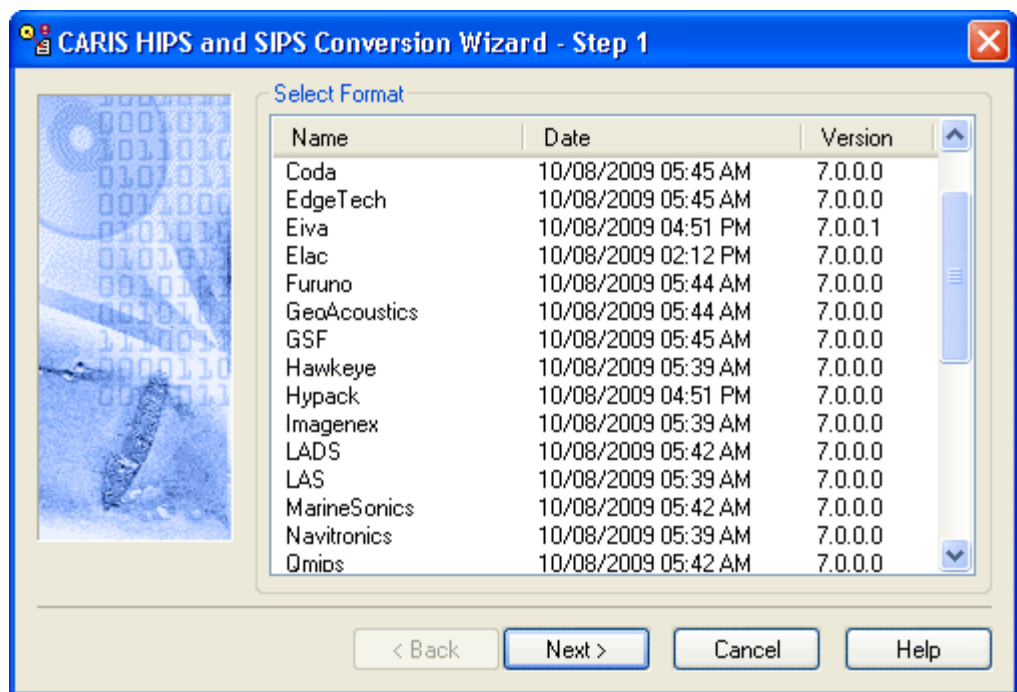 CARIS HIPS and SIPS Conversion Wizard - Step 1
Select Format
Name Date Version
Coda 10/08/2009 05:45 AM 7.0.0.0
EdgeTech 10/08/2009 05:45 AM 7.0.0.0
Eiva 10/08/2009 04:51 PM 7.0.0.1
Elac 10/08/2009 02:12 PM 7.0.0.0
Furuno 10/08/2009 05:44 AM 7.0.0.0
GeoAcoustics 10/08/2009 05:44 AM 7.0.0.0
GSF 10/08/2009 05:45 AM 7.0.0.0
Hawkeye 10/08/2009 05:39 AM 7.0.0.0
Hypack 10/08/2009 04:51 PM 7.0.0.0
Imagenex 10/08/2009 05:39 AM 7.0.0.0
LADS 10/08/2009 05:42 AM 7.0.0.0
LAS 10/08/2009 05:39 AM 7.0.0.0
MarineSonics 10/08/2009 05:42 AM 7.0.0.0
Navitronics 10/08/2009 05:39 AM 7.0.0.0
Qmips 10/08/2009 05:42 AM 7.0.0.0
< Back Next > Cancel Help